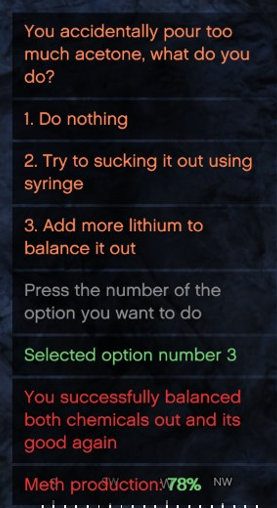 You accidentally pour too
much acetone, what do you
do?
1. Do nothing
2. Try to sucking it out using
syringe
3. Add more lithium to
balance it out
Press the number of the
option you want to do
Selected option number 3
You successfully balanced
both chemicals out and its
good again
Meth production: 78%
NW